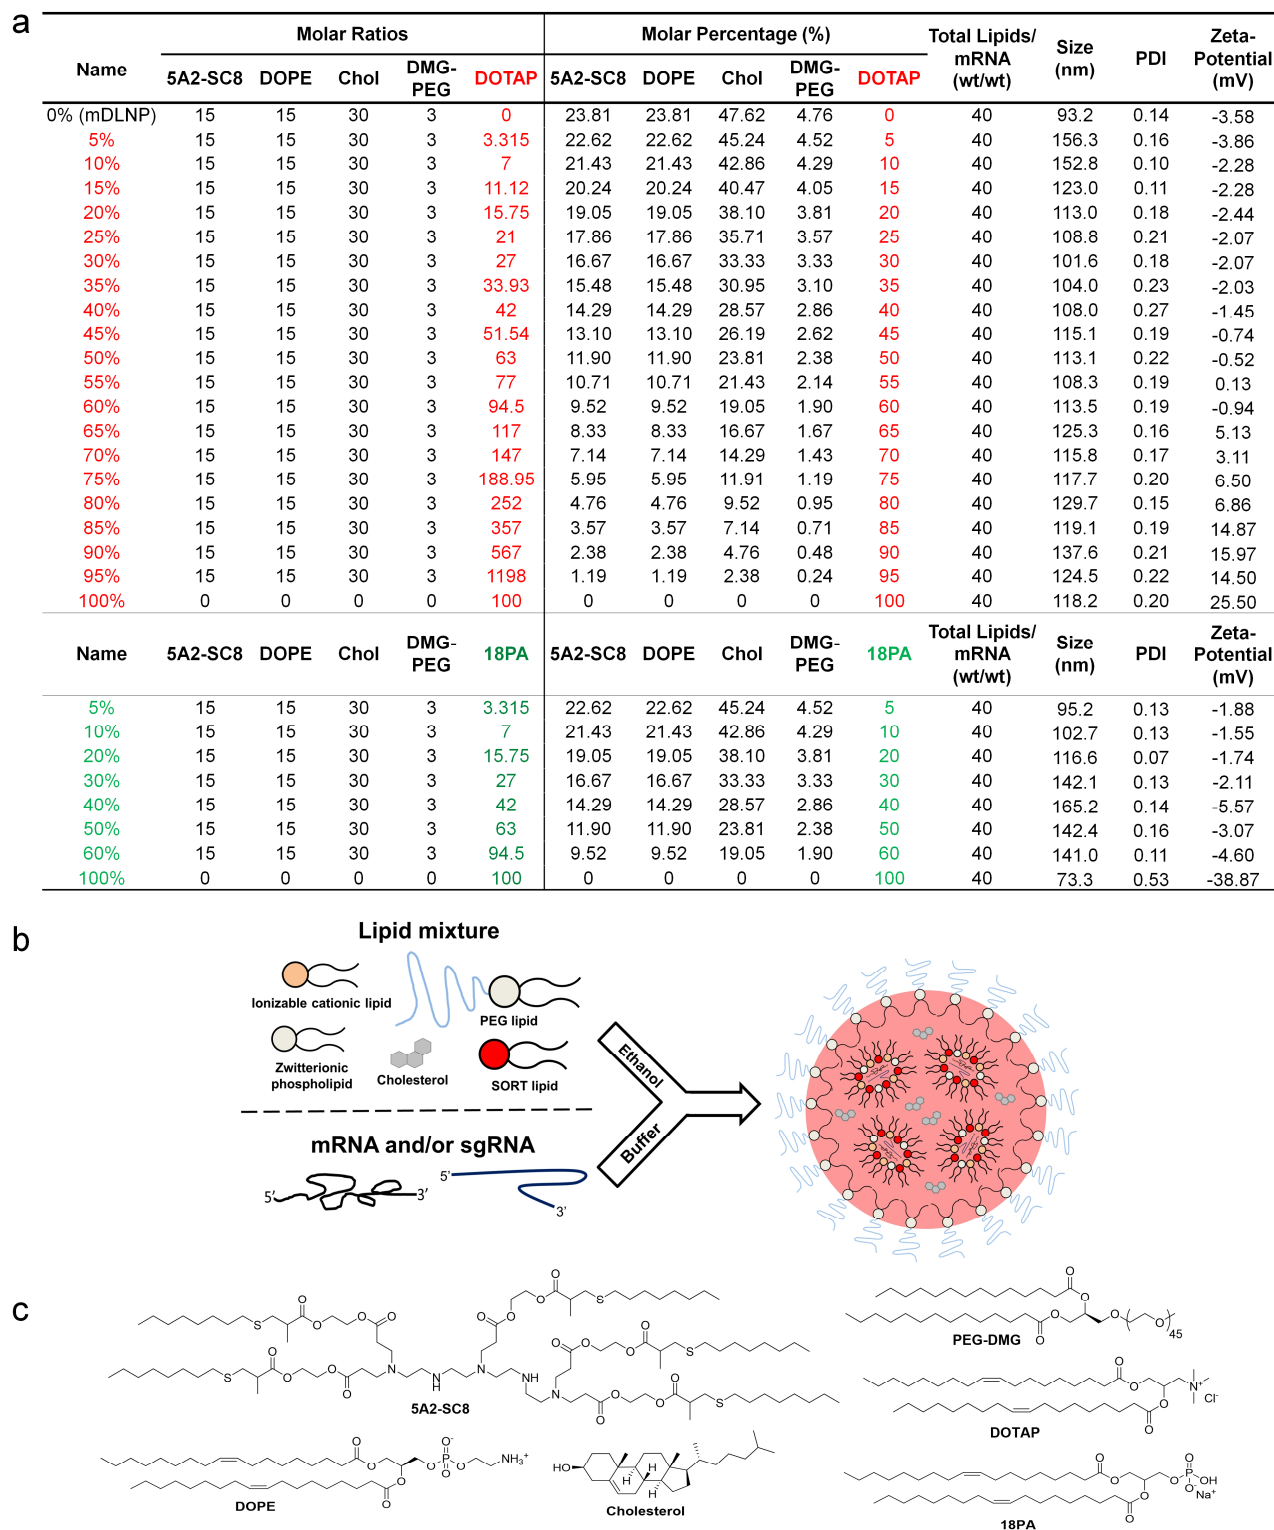 a
Molar Ratios Molar Percentage (%) Total Lipids/ mRNA (wt/wt) Size (nm) PDI Zeta- Potential (mV)
Name 5A2-SC8 DOPE Chol DMG- PEG DOTAP 5A2-SC8 DOPE Chol DMG- PEG DOTAP
0% (mDLNP) 15 15 30 3 0 23.81 23.81 47.62 4.76 0 40 93.2 0.14 -3.58
5% 15 15 30 3 3.315 22.62 22.62 45.24 4.52 5 40 156.3 0.16 -3.86
10% 15 15 30 3 7 21.43 21.43 42.86 4.29 10 40 152.8 0.10 -2.28
15% 15 15 30 3 11.12 20.24 20.24 40.47 4.05 15 40 123.0 0.11 -2.28
20% 15 15 30 3 15.75 19.05 19.05 38.10 3.81 20 40 113.0 0.18 -2.44
25% 15 15 30 3 21 17.86 17.86 35.71 3.57 25 40 108.8 0.21 -2.07
30% 15 15 30 3 27 16.67 16.67 33.33 3.33 30 40 101.6 0.18 -2.07
35% 15 15 30 3 33.93 15.48 15.48 30.95 3.10 35 40 104.0 0.23 -2.03
40% 15 15 30 3 42 14.29 14.29 28.57 2.86 40 40 108.0 0.27 -1.45
45% 15 15 30 3 51.54 13.10 13.10 26.19 2.62 45 40 115.1 0.19 -0.74
50% 15 15 30 3 63 11.90 11.90 23.81 2.38 50 40 113.1 0.22 -0.52
55% 15 15 30 3 77 10.71 10.71 21.43 2.14 55 40 108.3 0.19 0.13
60% 15 15 30 3 94.5 9.52 9.52 19.05 1.90 60 40 113.5 0.19 -0.94
65% 15 15 30 3 117 8.33 8.33 16.67 1.67 65 40 125.3 0.16 5.13
70% 15 15 30 3 147 7.14 7.14 14.29 1.43 70 40 115.8 0.17 3.11
75% 15 15 30 3 188.95 5.95 5.95 11.91 1.19 75 40 117.7 0.20 6.50
80% 15 15 30 3 252 4.76 4.76 9.52 0.95 80 40 129.7 0.15 6.86
85% 15 15 30 3 357 3.57 3.57 7.14 0.71 85 40 119.1 0.19 14.87
90% 15 15 30 3 567 2.38 2.38 4.76 0.48 90 40 137.6 0.21 15.97
95% 15 15 30 3 1198 1.19 1.19 2.38 0.24 95 40 124.5 0.22 14.50
100% 0 0 0 0 100 0 0 0 0 100 40 118.2 0.20 25.50
Name 5A2-SC8 DOPE Chol DMG- PEG 18PA 5A2-SC8 DOPE Chol DMG- PEG 18PA Total Lipids/ mRNA (wt/wt) Size (nm) PDI Zeta- Potential (mV)
5% 15 15 30 3 3.315 22.62 22.62 45.24 4.52 5 40 95.2 0.13 -1.88
10% 15 15 30 3 7 21.43 21.43 42.86 4.29 10 40 102.7 0.13 -1.55
20% 15 15 30 3 15.75 19.05 19.05 38.10 3.81 20 40 116.6 0.07 -1.74
30% 15 15 30 3 27 16.67 16.67 33.33 3.33 30 40 142.1 0.13 -2.11
40% 15 15 30 3 42 14.29 14.29 28.57 2.86 40 40 165.2 0.14 -5.57
50% 15 15 30 3 63 11.90 11.90 23.81 2.38 50 40 142.4 0.16 -3.07
60% 15 15 30 3 94.5 9.52 9.52 19.05 1.90 60 40 141.0 0.11 -4.60
100% 0 0 0 0 100 0 0 0 0 100 40 73.3 0.53 -38.87
b
Lipid mixture
Ionizable cationic lipid
PEG lipid
Zwitterionic
phospholipid
Cholesterol
SORT lipid
Ethanol
Buffer
mRNA and/or sgRNA
5' 3'
5' 3'
c
O O S
O O O O
S O O N N N O O S
O O N H NH N O O S
5A2-SC8
O O O O 45
PEG-DMG
O O N+ Cl-
O O
DOTAP
O O O P O- O NH3+
O O
DOPE
HO H H H
Cholesterol
O O O P O OH
O- Na+
O O
18PA